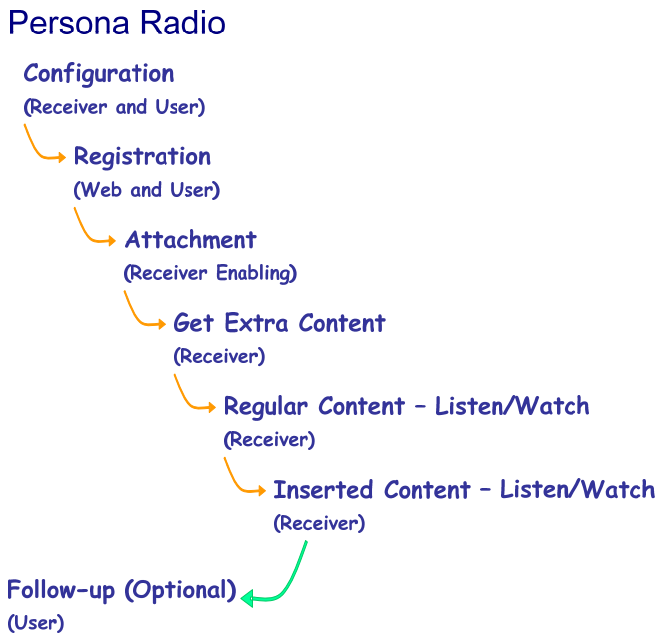 Persona Radio
Configuration
(Receiver and User)
Registration
(Web and User)
Attachment
(Receiver Enabling)
Get Extra Content
(Receiver)
Regular Content - Listen/Watch
(Receiver)
Inserted Content - Listen/Watch
(Receiver)
Follow-up (Optional)
(User)